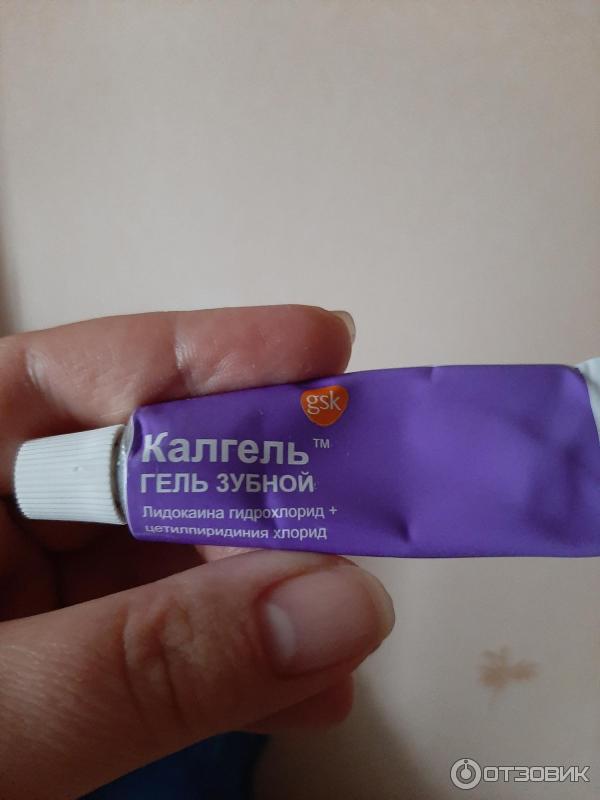 gsk
Калгель™
ГЕЛЬ ЗУБНОЙ
Лидокаина гидрохлорид +
цетилпиридиния хлорид
ОТЗОВИК